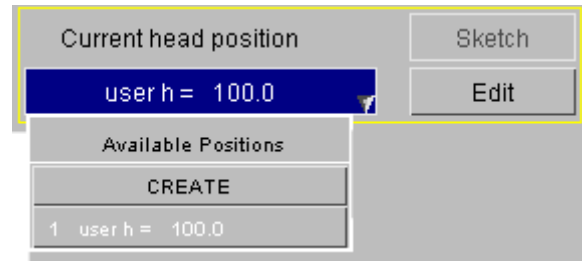 Current head position Sketch
user h = 100.0 Edit
Available Positions
CREATE
1 user h = 100.0